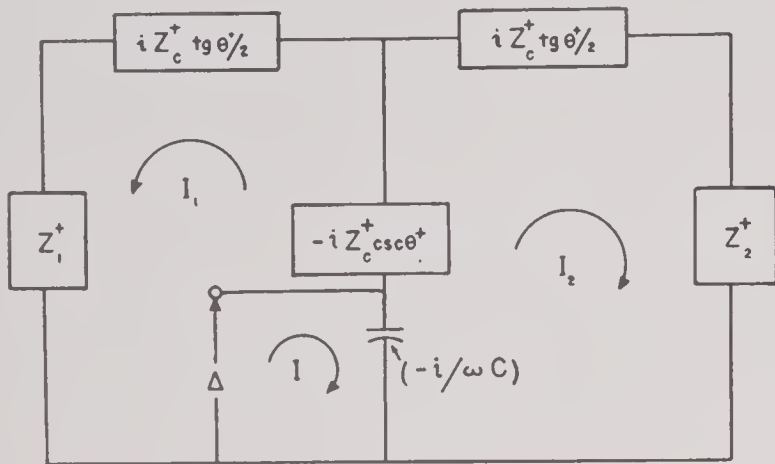 i Z_c^+ tg θ^+/2
i Z_c^+ tg θ^+/2
I_1
Z_1^+
-i Z_c^+ csc θ^+
I_2
Z_2^+
I
Δ
(-i/ω C)